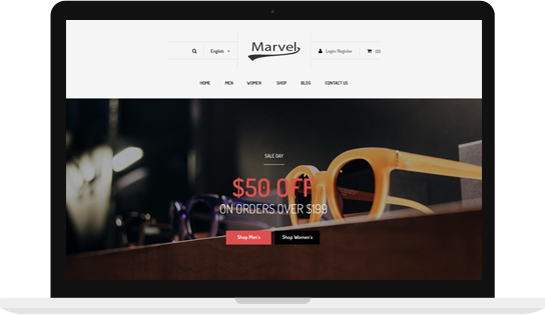 English
Marvel
Login/Register
(0)
HOME MEN WOMEN SHOP BLOG CONTACT US
SALE DAY
$50 OFF
ON ORDERS OVER $199
Shop Men's Shop Women's